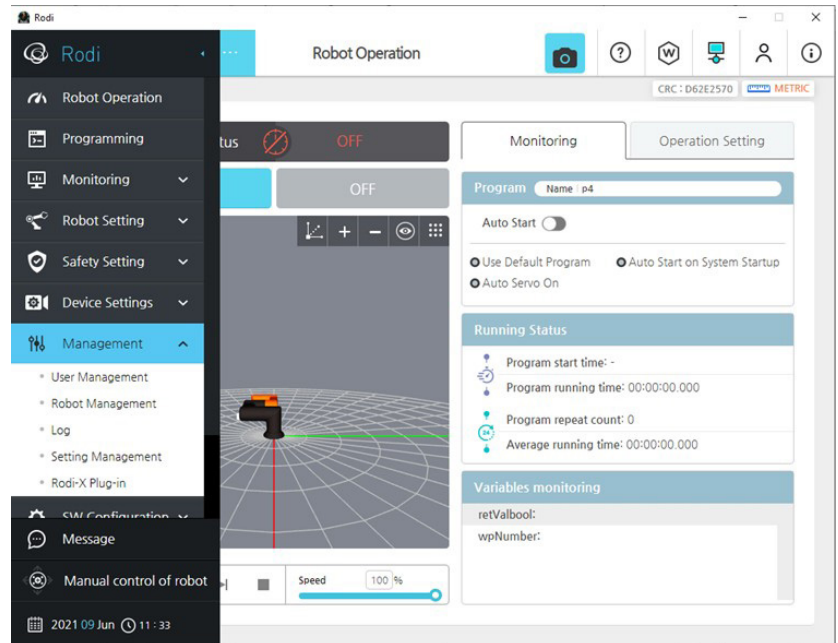 Rodi
Rodi
Robot Operation
CRC : D62E2570
METRIC
Robot Operation
Programming
Monitoring
Robot Setting
Safety Setting
Device Settings
Management
User Management
Robot Management
Log
Setting Management
Rodi-X Plug-in
SW Configuration
Message
Manual control of robot
2021 09 Jun 11 : 33
tus OFF
OFF
Speed 100 %
Monitoring
Operation Setting
Program Name p4
Auto Start
Use Default Program Auto Start on System Startup
Auto Servo On
Running Status
Program start time: -
Program running time: 00:00:00.000
24
Program repeat count: 0
Average running time: 00:00:00.000
Variables monitoring
retValbool:
wpNumber: